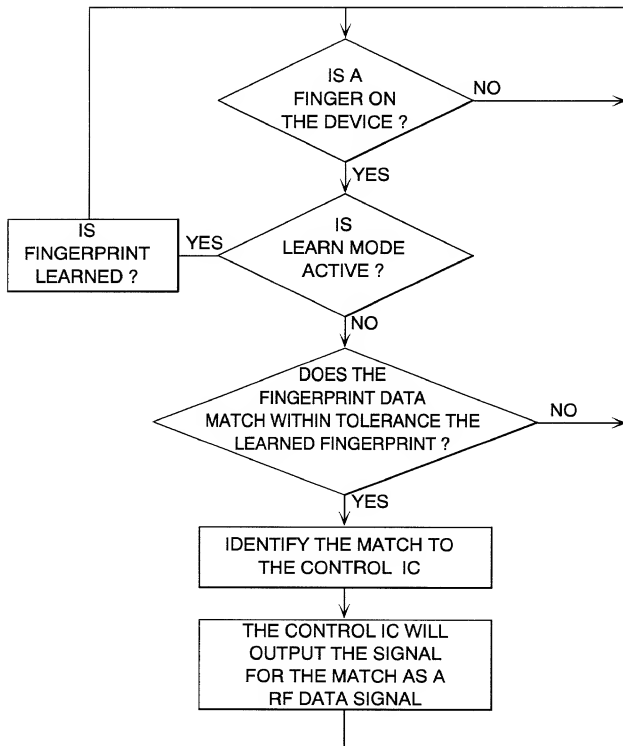 IS A
FINGER ON
THE DEVICE ?
NO
YES
IS
FINGERPRINT
LEARNED ?
YES
IS
LEARN MODE
ACTIVE ?
NO
DOES THE
FINGERPRINT DATA
MATCH WITHIN TOLERANCE THE
LEARNED FINGERPRINT ?
NO
YES
IDENTIFY THE MATCH TO
THE CONTROL IC
THE CONTROL IC WILL
OUTPUT THE SIGNAL
FOR THE MATCH AS A
RF DATA SIGNAL